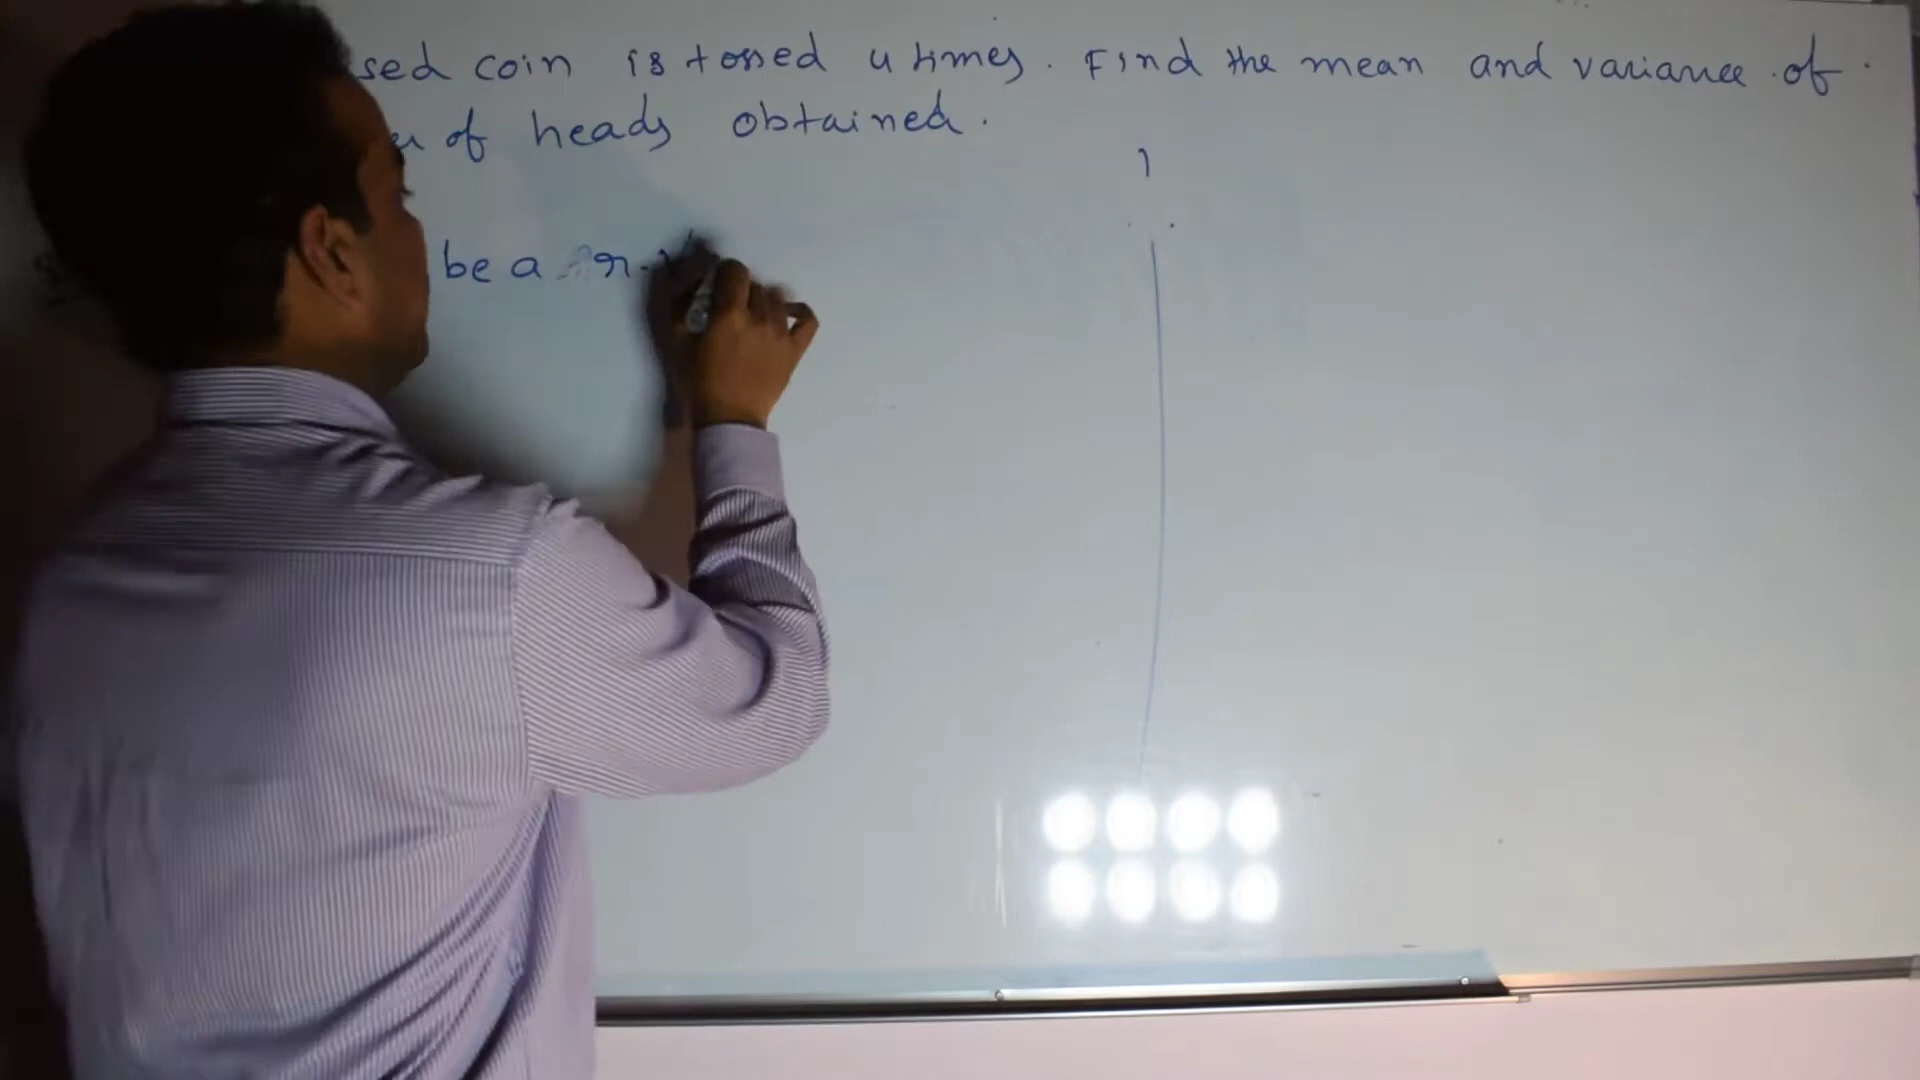 sed coin is tossed 4 times. Find the mean and variance of
of heads obtained.
be a r.v